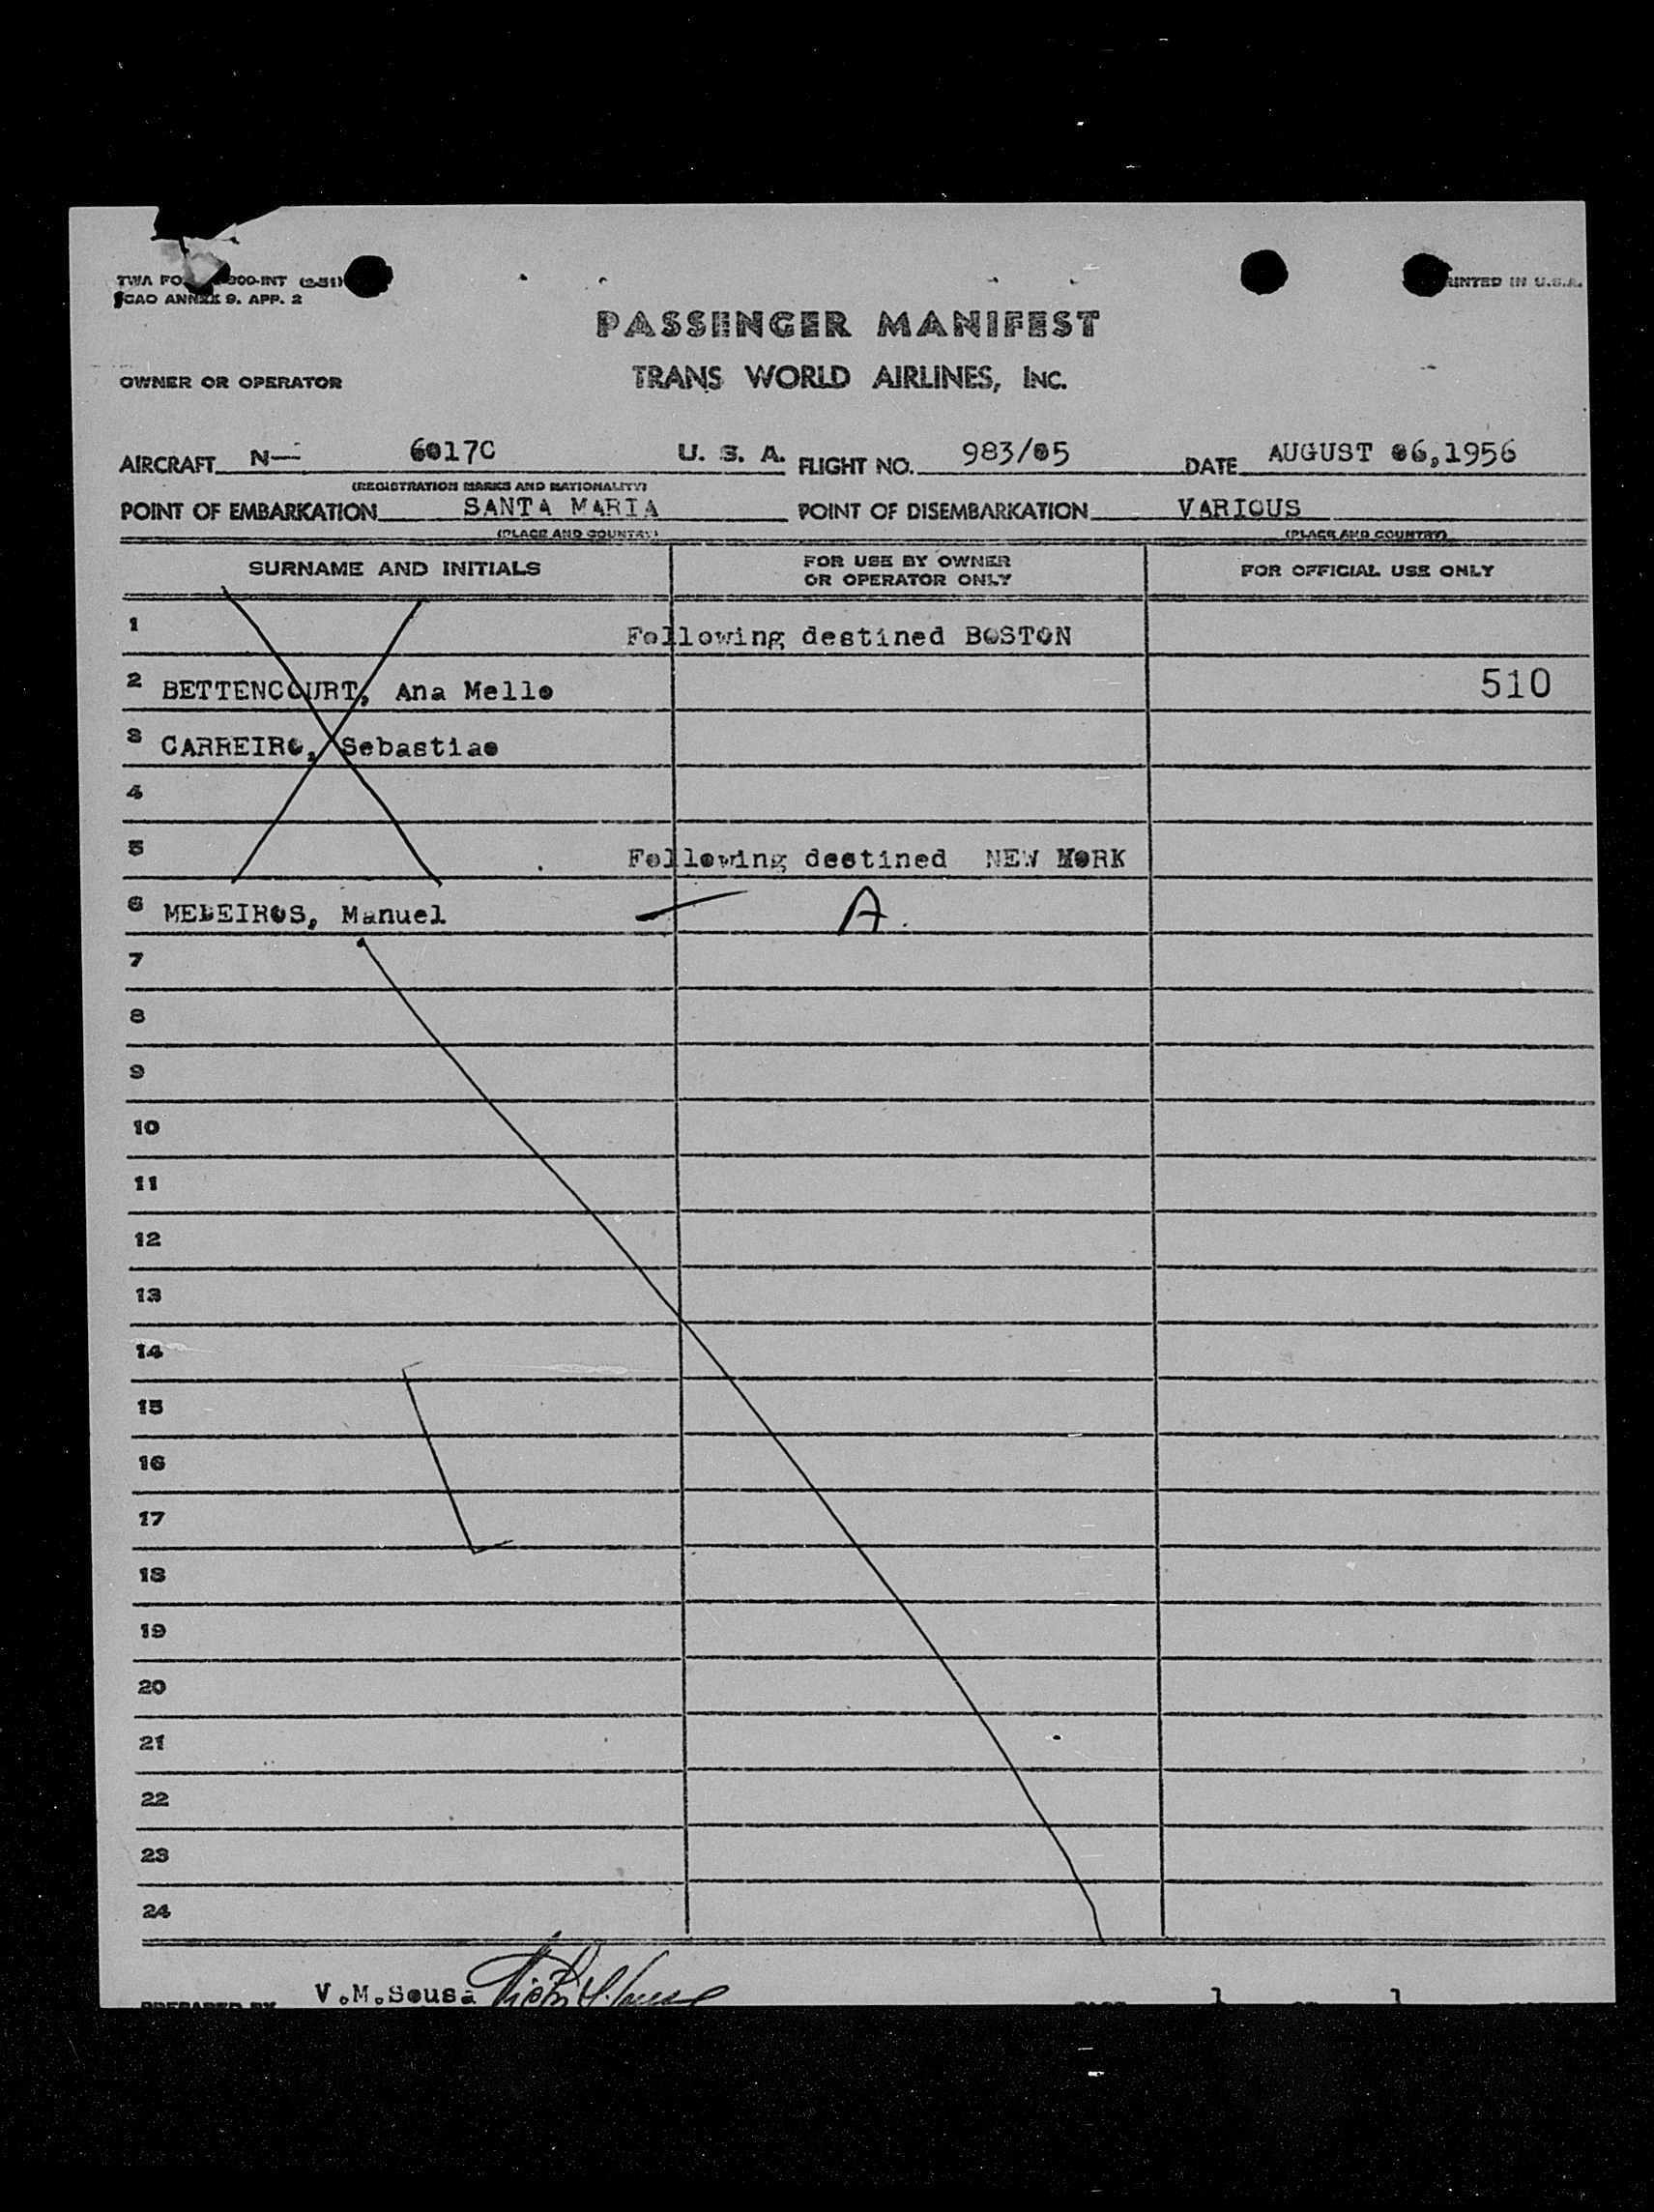 TWA FO 300-INT (2-51)
ICAO ANNEX 9. APP. 2
PRINTED IN U.S.A.
PASSENGER MANIFEST
OWNER OR OPERATOR TRANS WORLD AIRLINES, INC.
AIRCRAFT N— 6017C U. S. A. FLIGHT NO. 983/05 DATE AUGUST 06,1956
(REGISTRATION MARKS AND NATIONALITY)
POINT OF EMBARKATION SANTA MARIA POINT OF DISEMBARKATION VARIOUS
(PLACE AND COUNTRY) (PLACE AND COUNTRY)
SURNAME AND INITIALS FOR USE BY OWNER OR OPERATOR ONLY FOR OFFICIAL USE ONLY
1 Following destined BOSTON
2 BETTENCOURT, Ana Mello 510
3 CARREIRO, Sebastiao
4
5 Following destined NEW YORK
6 MEDEIROS, Manuel — A.
7
8
9
10
11
12
13
14
15
16
17
18
19
20
21
22
23
24
PREPARED BY V.M.Sousa 1 1